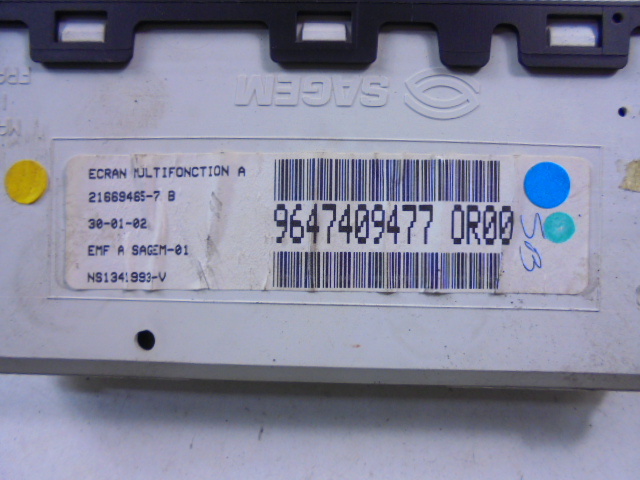 SAGEM
ECRAN MULTIFONCTION A
21669465-7 B
30-01-02
EMF A SAGEM-01
NS1341993-V
9647409477 0R00